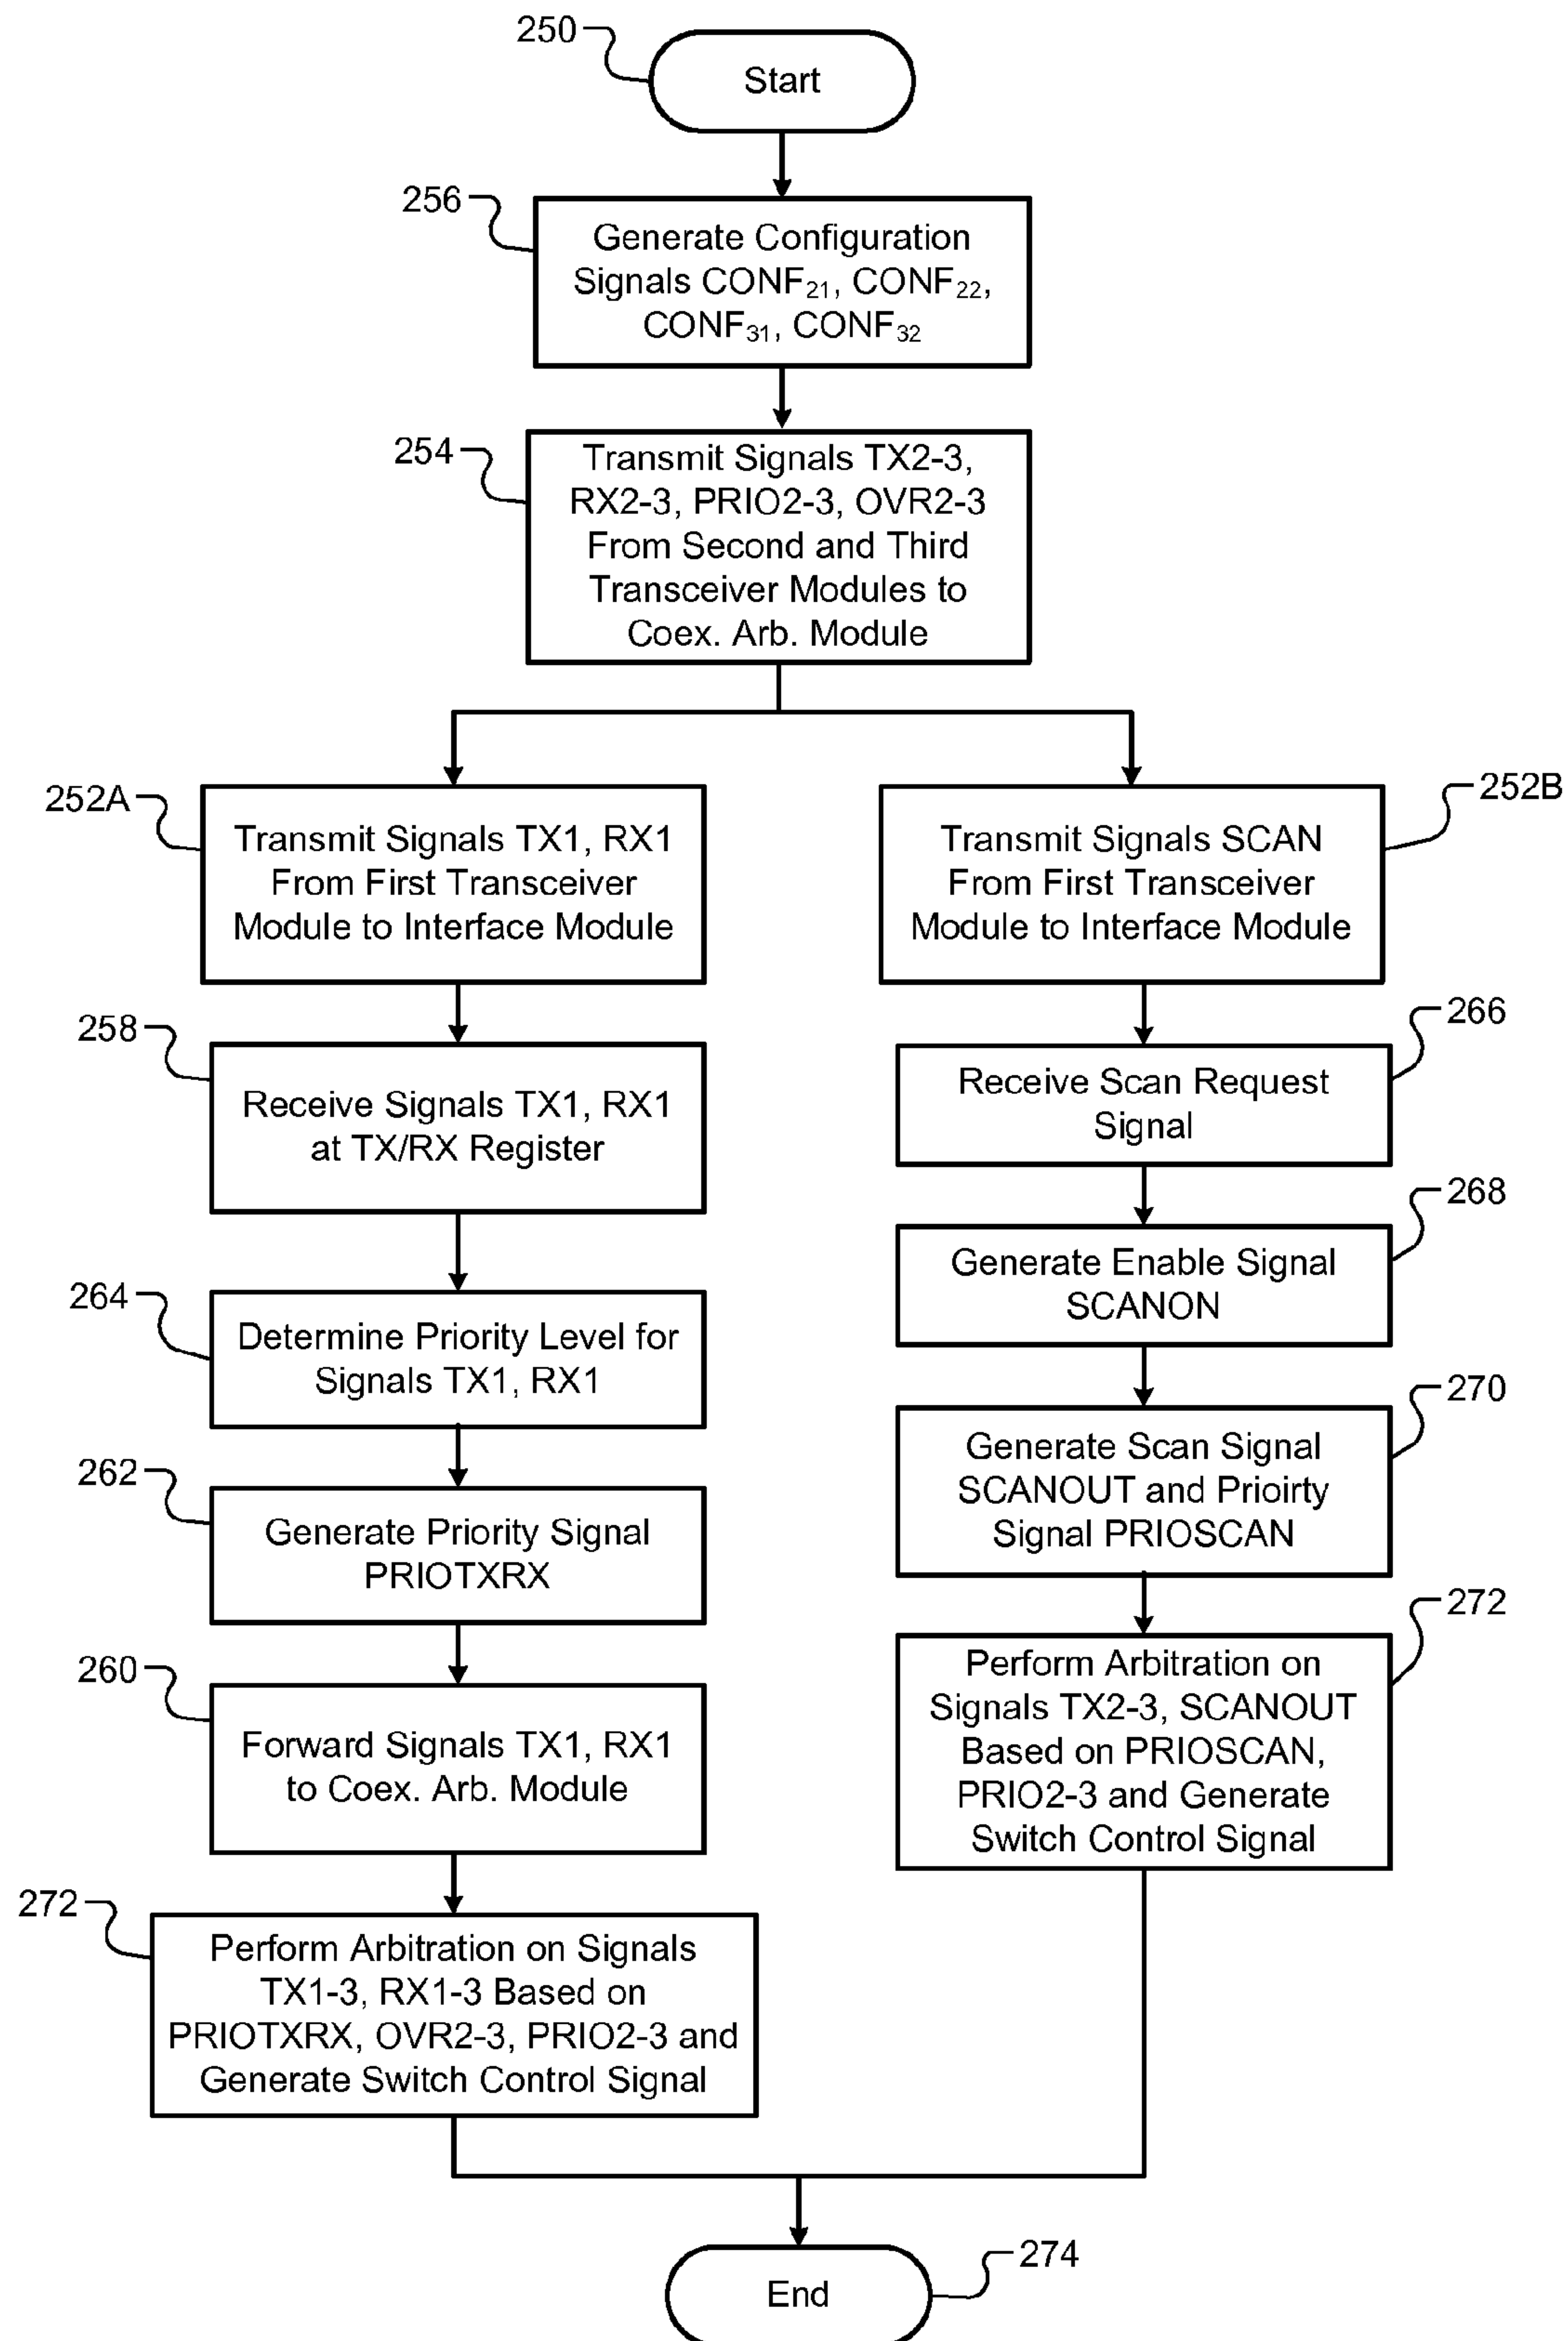 250
Start
256
Generate Configuration
Signals CONF21, CONF22,
CONF31, CONF32
254
Transmit Signals TX2-3,
RX2-3, PRIO2-3, OVR2-3
From Second and Third
Transceiver Modules to
Coex. Arb. Module
252A
Transmit Signals TX1, RX1
From First Transceiver
Module to Interface Module
258
Receive Signals TX1, RX1
at TX/RX Register
264
Determine Priority Level for
Signals TX1, RX1
262
Generate Priority Signal
PRIOTXRX
260
Forward Signals TX1, RX1
to Coex. Arb. Module
272
Perform Arbitration on Signals
TX1-3, RX1-3 Based on
PRIOTXRX, OVR2-3, PRIO2-3 and
Generate Switch Control Signal
252B
Transmit Signals SCAN
From First Transceiver
Module to Interface Module
266
Receive Scan Request
Signal
268
Generate Enable Signal
SCANON
270
Generate Scan Signal
SCANOUT and Prioirty
Signal PRIOSCAN
272
Perform Arbitration on
Signals TX2-3, SCANOUT
Based on PRIOSCAN,
PRIO2-3 and Generate
Switch Control Signal
274
End